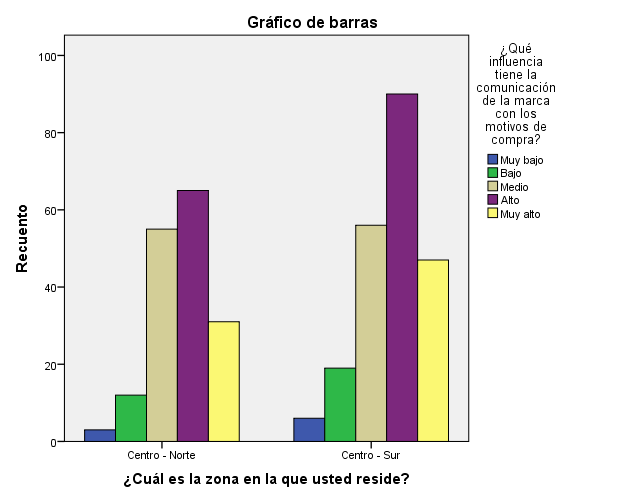 Gráfico de barras
Recuento
100
80
60
40
20
0
Centro - Norte
Centro - Sur
¿Cuál es la zona en la que usted reside?
¿Qué
influencia
tiene la
comunicación
de la marca
con los
motivos de
compra?
Muy bajo
Bajo
Medio
Alto
Muy alto